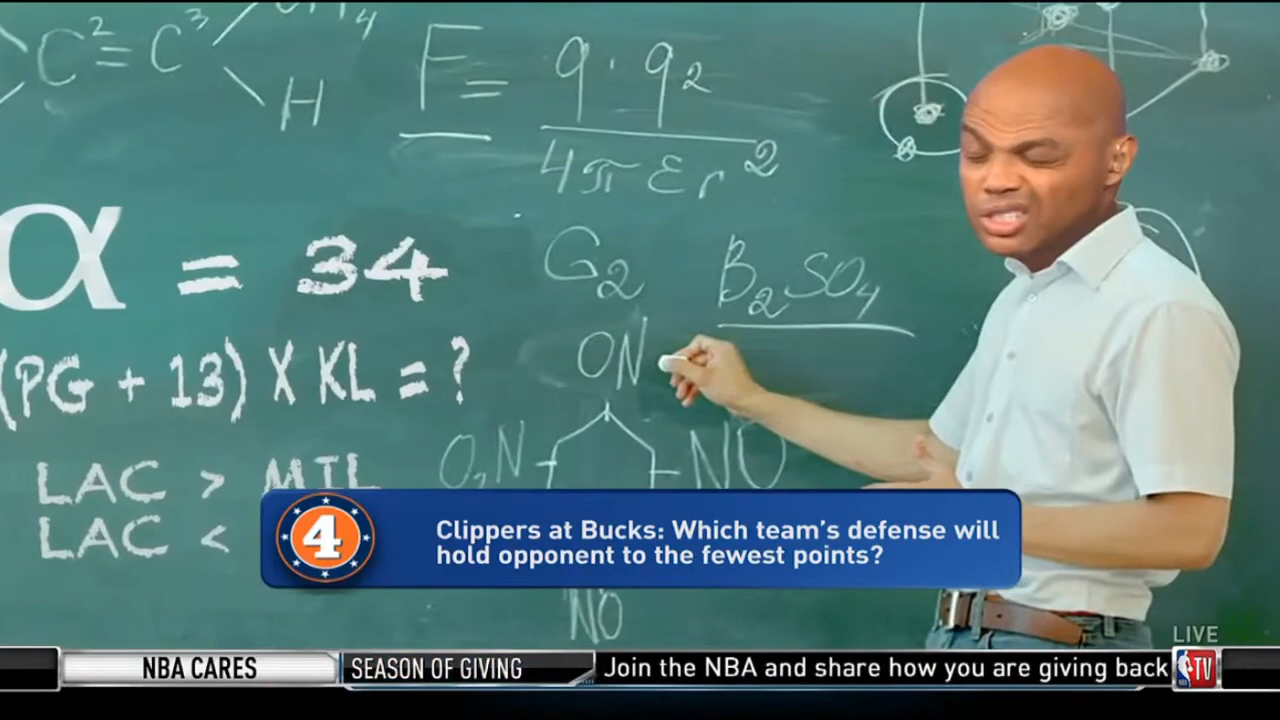 C² = C³
H₄
H
F = q · q₂
4πεr²
α = 34
G₂
B₂SO₄
(PG + 13) X KL = ?
ON
O₂N
NO
LAC > MIL
LAC <
4
Clippers at Bucks: Which team's defense will
hold opponent to the fewest points?
NO
LIVE
NBA CARES
SEASON OF GIVING
Join the NBA and share how you are giving back
NBA TV